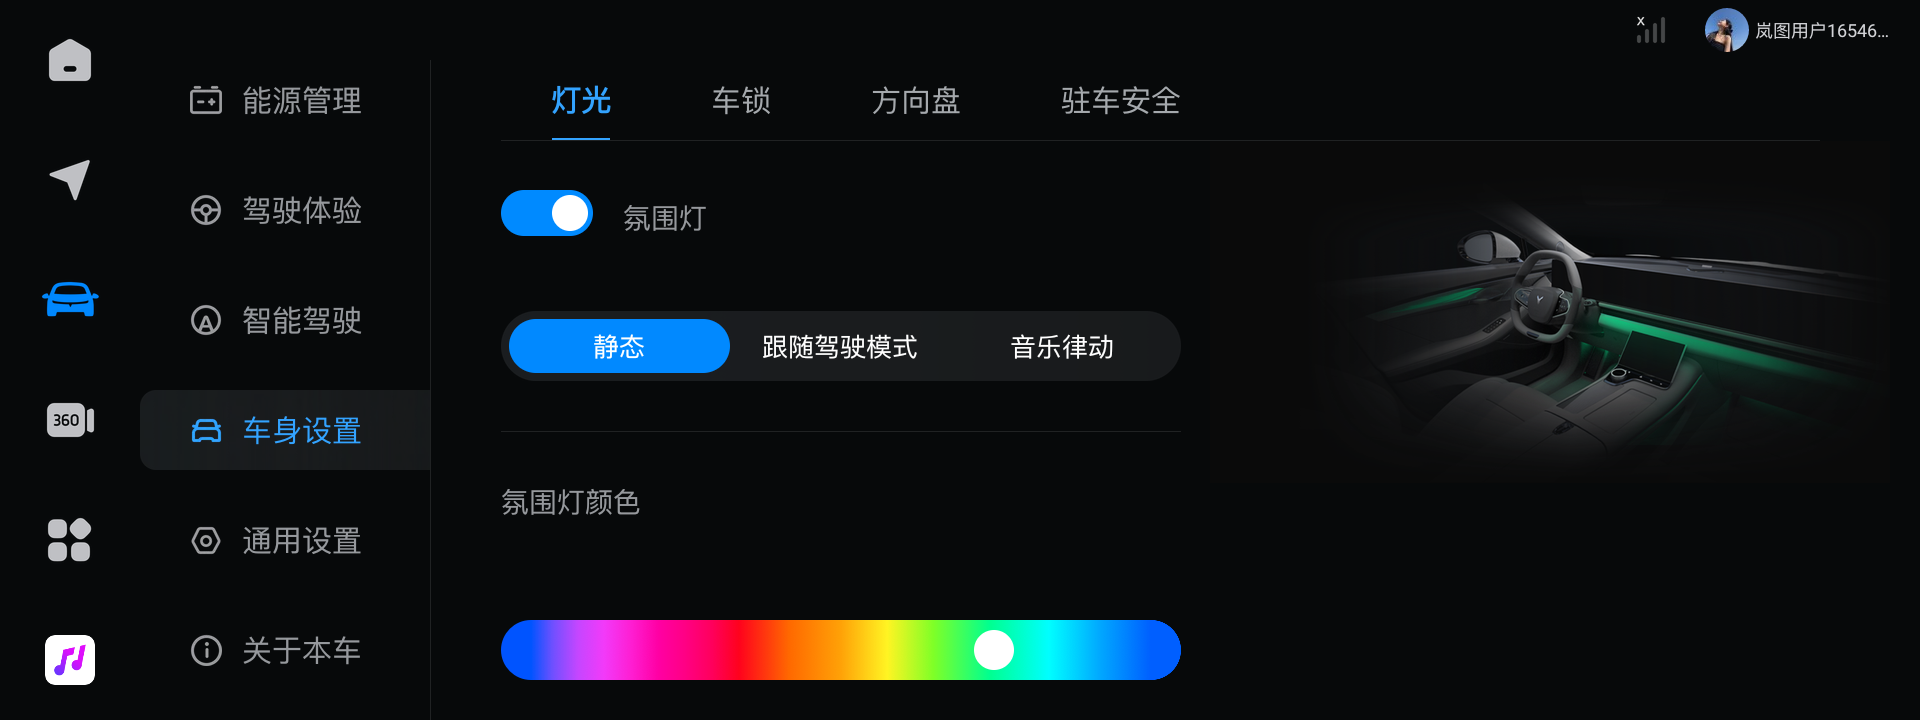 x
岚图用户16546...
能源管理
驾驶体验
智能驾驶
360
车身设置
通用设置
关于本车
灯光
车锁
方向盘
驻车安全
氛围灯
静态
跟随驾驶模式
音乐律动
氛围灯颜色